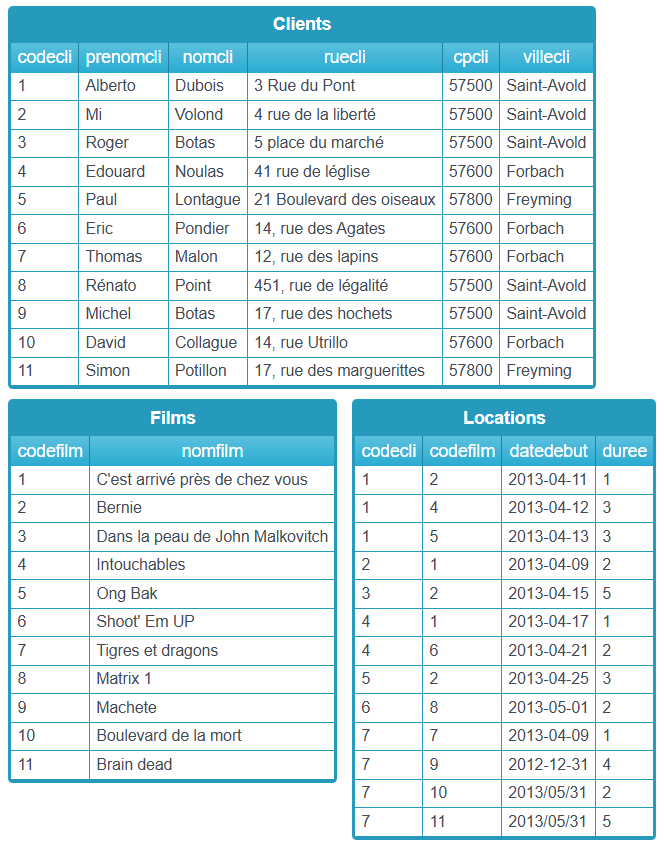 Clients
codecli prenomcli nomcli ruecli cpcli villecli
1 Alberto Dubois 3 Rue du Pont 57500 Saint-Avold
2 Mi Volond 4 rue de la liberté 57500 Saint-Avold
3 Roger Botas 5 place du marché 57500 Saint-Avold
4 Edouard Noulas 41 rue de léglise 57600 Forbach
5 Paul Lontague 21 Boulevard des oiseaux 57800 Freyming
6 Eric Pondier 14, rue des Agates 57600 Forbach
7 Thomas Malon 12, rue des lapins 57600 Forbach
8 Rénato Point 451, rue de légalité 57500 Saint-Avold
9 Michel Botas 17, rue des hochets 57500 Saint-Avold
10 David Collague 14, rue Utrillo 57600 Forbach
11 Simon Potillon 17, rue des marguerittes 57800 Freyming
Films
codefilm nomfilm
1 C'est arrivé près de chez vous
2 Bernie
3 Dans la peau de John Malkovitch
4 Intouchables
5 Ong Bak
6 Shoot' Em UP
7 Tigres et dragons
8 Matrix 1
9 Machete
10 Boulevard de la mort
11 Brain dead
Locations
codecli codefilm datedebut duree
1 2 2013-04-11 1
1 4 2013-04-12 3
1 5 2013-04-13 3
2 1 2013-04-09 2
3 2 2013-04-15 5
4 1 2013-04-17 1
4 6 2013-04-21 2
5 2 2013-04-25 3
6 8 2013-05-01 2
7 7 2013-04-09 1
7 9 2012-12-31 4
7 10 2013/05/31 2
7 11 2013/05/31 5